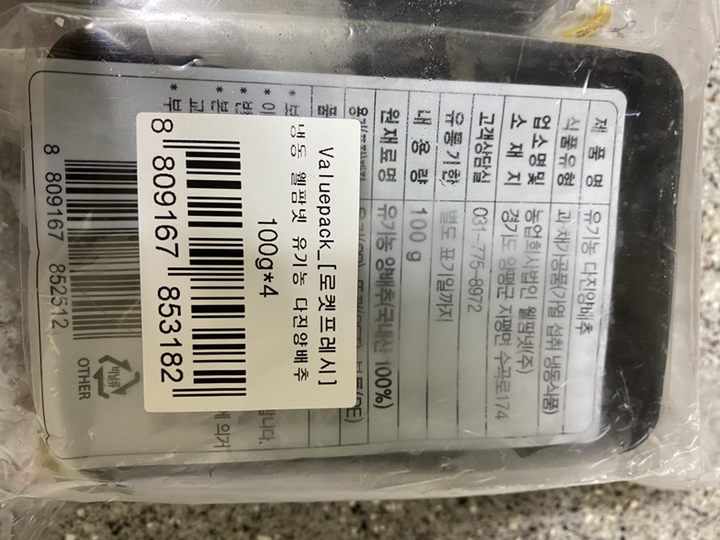 제 품 명 유기농 다진양배추
식품유형 과.채가공품(가열 섭취 냉동식품)
업소명및 농업회사법인 웰팜넷(주)
소 재 지 경기도 양평군 지평면 수곡로174
고객상담실 031-775-8972
유통기한 별도 표기일까지
내 용 량 100 g
원재료명 유기농 양배추국내산 100%)
Valuepack_[로켓프레시]
냉동 웰팜넷 유기농 다진양배추
100g*4
8 809167 853182
8 809167 852512
비닐류
OTHER